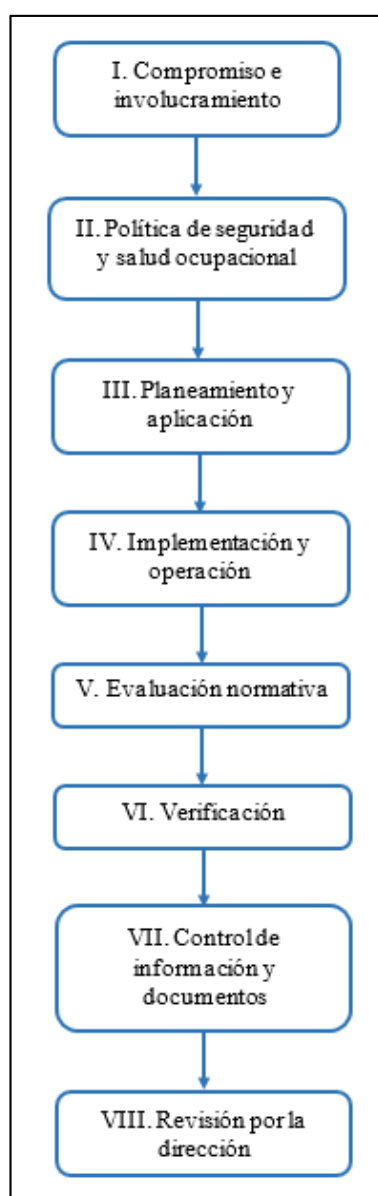 I. Compromiso e
involucramiento
II. Política de seguridad
y salud ocupacional
III. Planeamiento y
aplicación
IV. Implementación y
operación
V. Evaluación normativa
VI. Verificación
VII. Control de
información y
documentos
VIII. Revisión por la
dirección